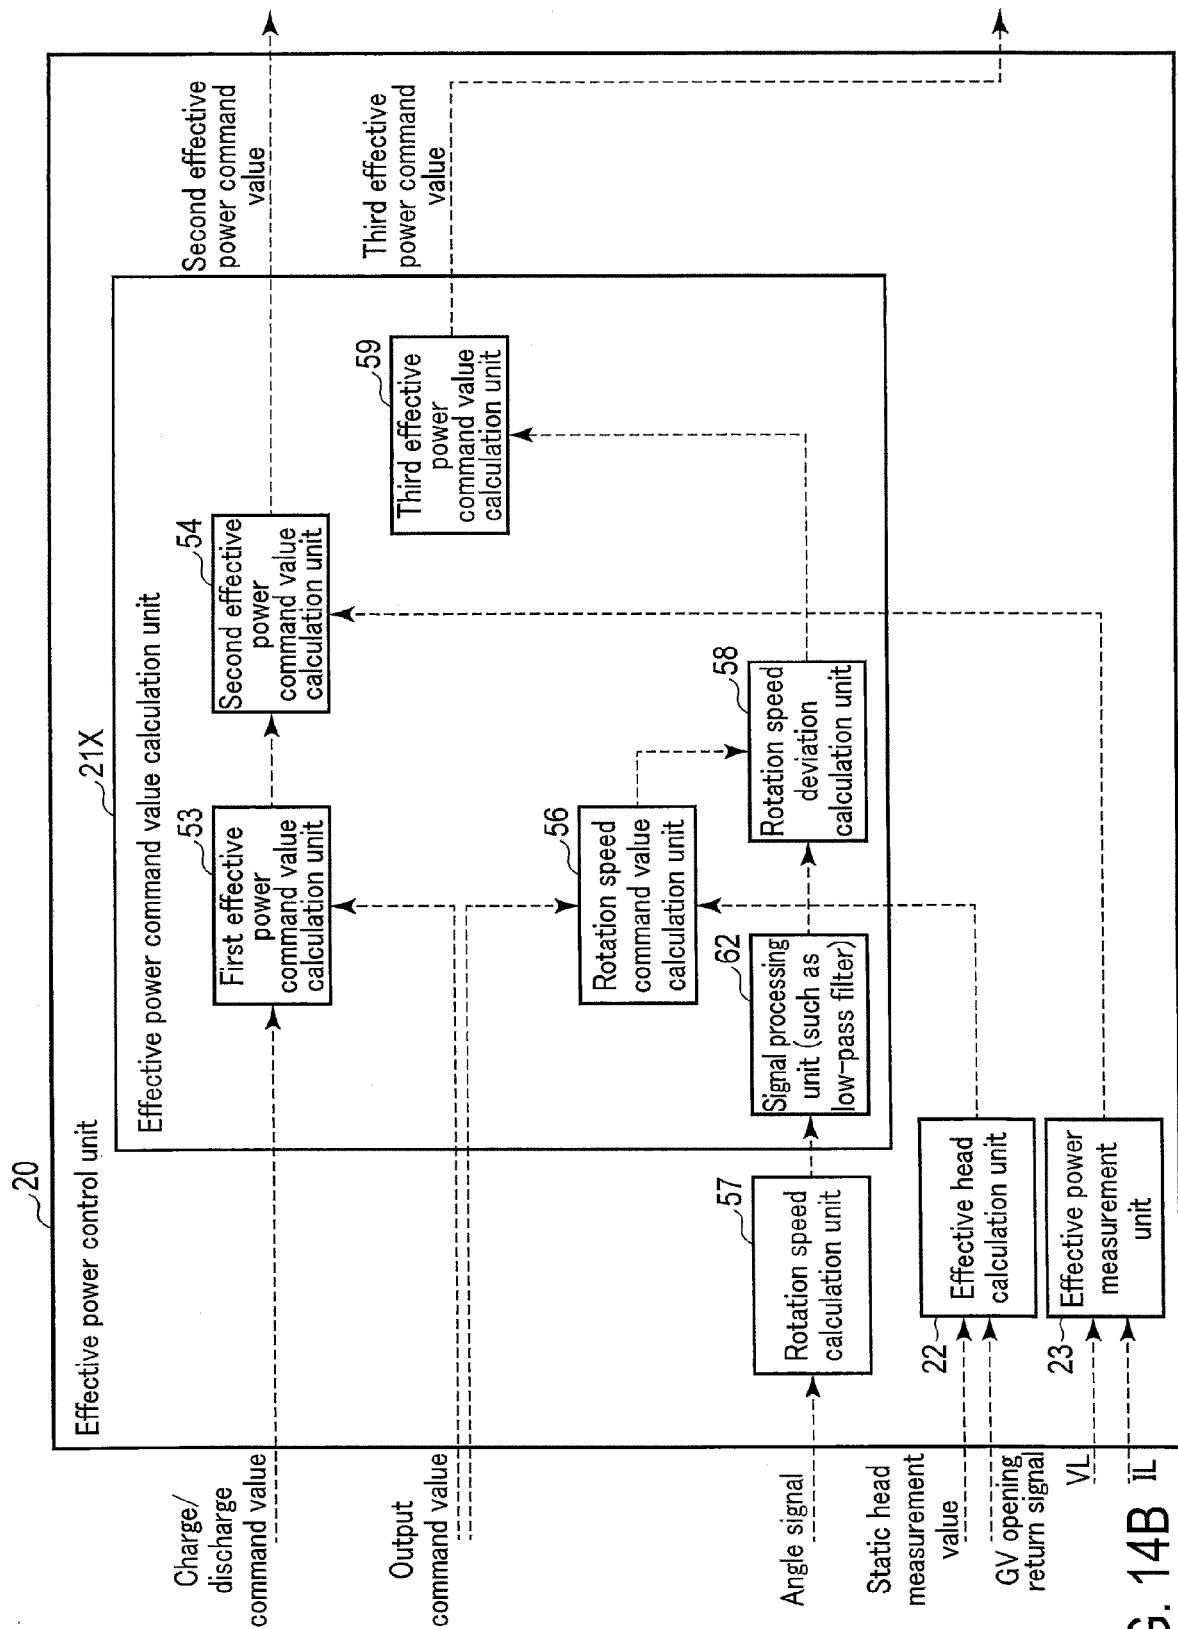 20
Effective power control unit
21X
Effective power command value calculation unit
Charge/
discharge
command value
Output
command value
Angle signal
Static head
measurement
value
GV opening
return signal
VL
IL
53
First effective
power
command value
calculation unit
54
Second effective
power
command value
calculation unit
Second effective
power command
value
56
Rotation speed
command value
calculation unit
59
Third effective
power
command value
calculation unit
Third effective
power command
value
57
Rotation speed
calculation unit
62
Signal processing
unit (such as
low-pass filter)
58
Rotation speed
deviation
calculation unit
22
Effective head
calculation unit
23
Effective power
measurement
unit
G. 14B